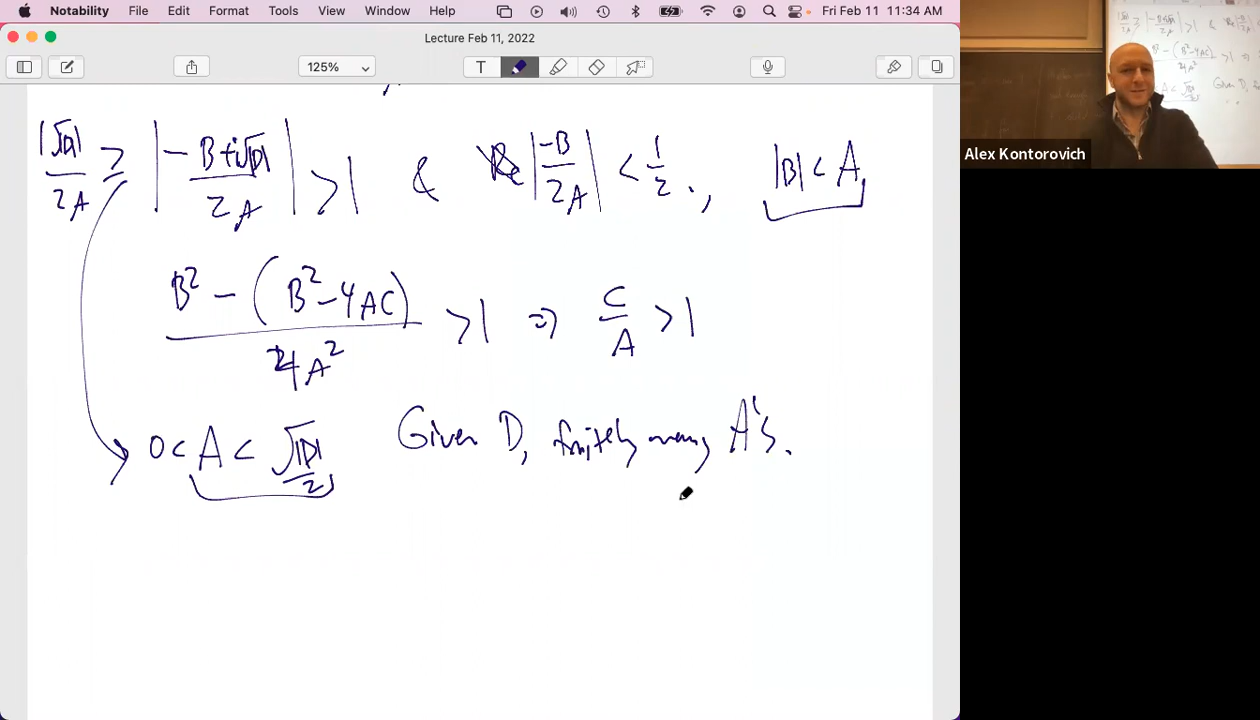 Notability File Edit Format Tools View Window Help Fri Feb 11 11:34 AM
Lecture Feb 11, 2022
125%
T
|√D|/2A ≥ |(-B+i√|D|)/2A| > 1 & |-B/2A| < 1/2., |B| < A,
(B² - (B² - 4AC))/4A² > 1 ⇒ C/A > 1
0 < A < √|D|/2 Given D, finitely many A's.
Alex Kontorovich